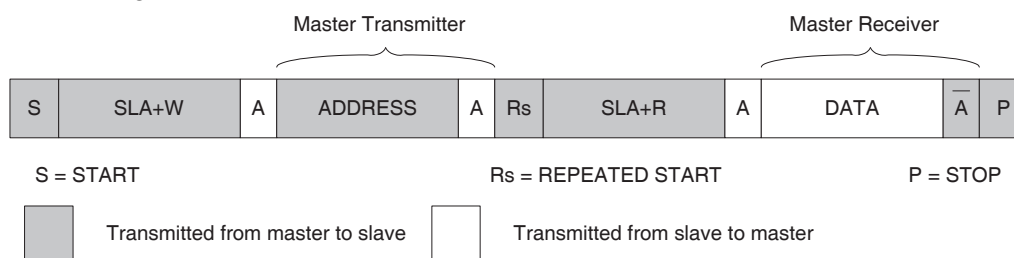 Master Transmitter Master Receiver
S SLA+W A ADDRESS A Rs SLA+R A DATA A̅ P
S = START Rs = REPEATED START P = STOP
Transmitted from master to slave Transmitted from slave to master